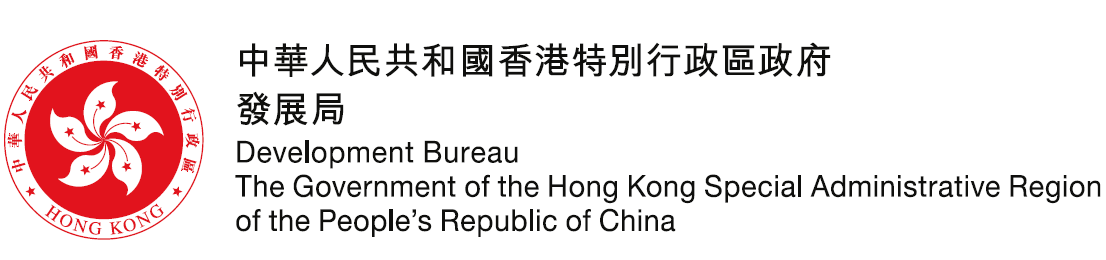 中華人民共和國香港特別行政區
HONG KONG
中華人民共和國香港特別行政區政府
發展局
Development Bureau
The Government of the Hong Kong Special Administrative Region
of the People's Republic of China